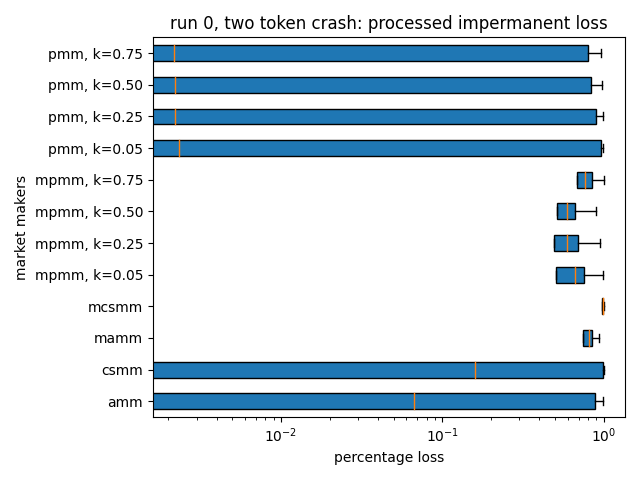 run 0, two token crash: processed impermanent loss
pmm, k=0.75
pmm, k=0.50
pmm, k=0.25
pmm, k=0.05
mpmm, k=0.75
mpmm, k=0.50
mpmm, k=0.25
mpmm, k=0.05
mcsmm
mamm
csmm
amm
market makers
10⁻²
10⁻¹
10⁰
percentage loss